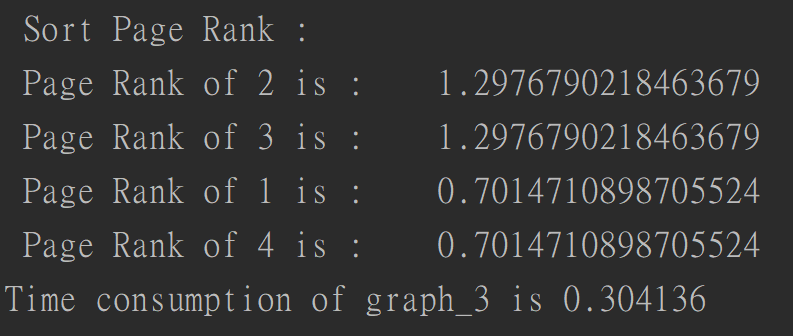 Sort Page Rank :
Page Rank of 2 is :    1.2976790218463679
Page Rank of 3 is :    1.2976790218463679
Page Rank of 1 is :    0.7014710898705524
Page Rank of 4 is :    0.7014710898705524
Time consumption of graph_3 is 0.304136